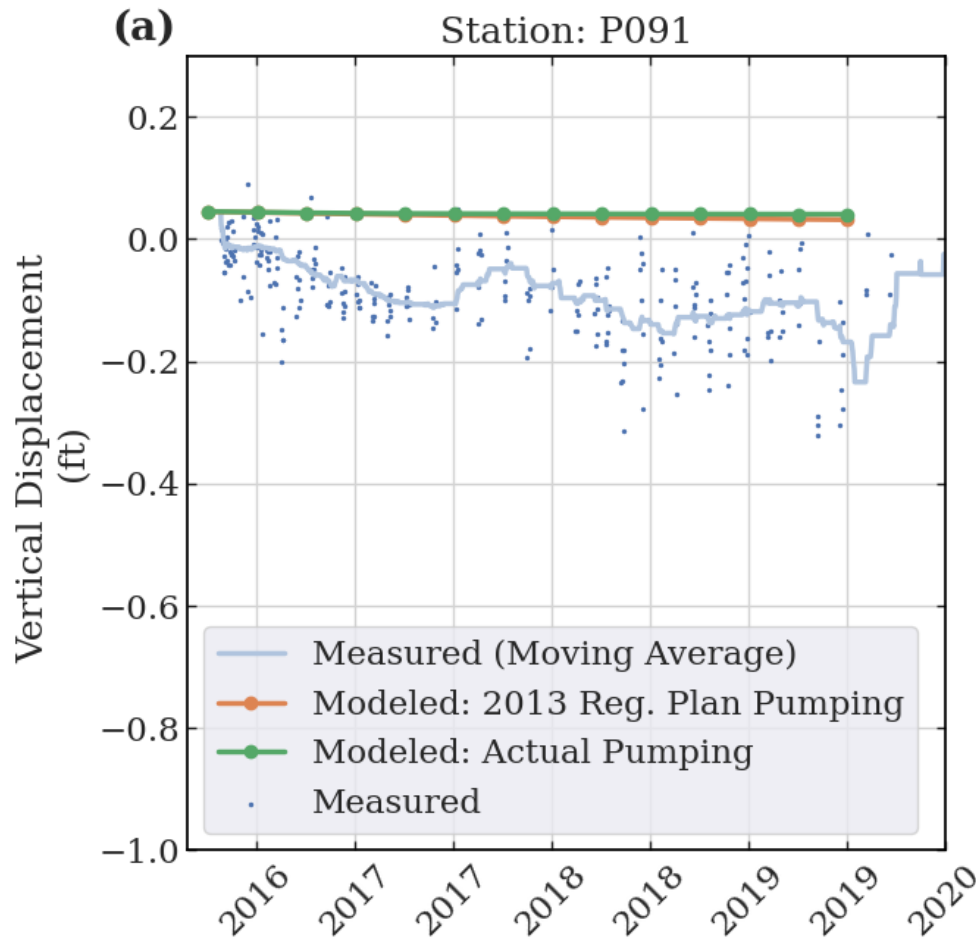 (a)
Station: P091
0.2
0.0
−0.2
−0.4
−0.6
−0.8
−1.0
Vertical Displacement
(ft)
Measured (Moving Average)
Modeled: 2013 Reg. Plan Pumping
Modeled: Actual Pumping
Measured
2016
2017
2017
2018
2018
2019
2019
2020